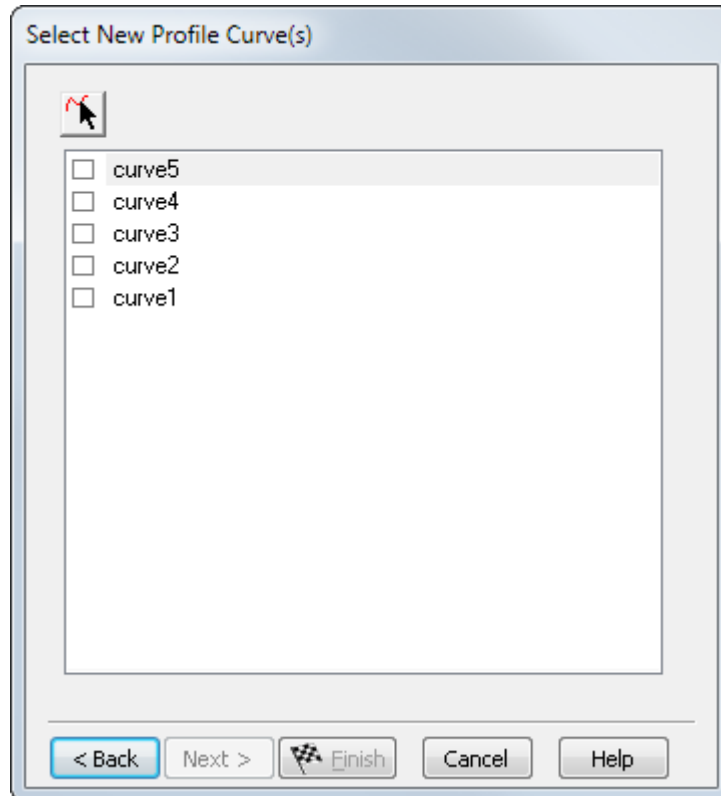 Select New Profile Curve(s)
curve5
curve4
curve3
curve2
curve1
< Back Next > Finish Cancel Help